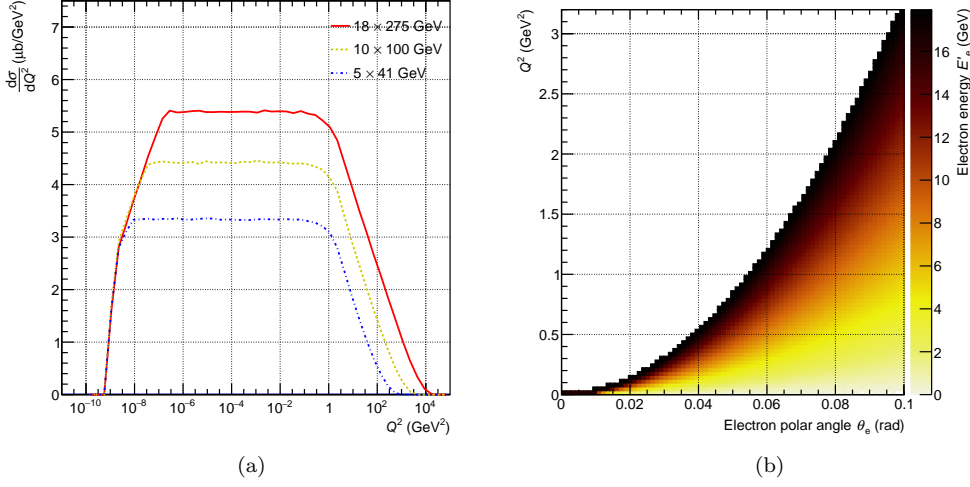 dσ/dQ² (μb/GeV²)
7
6
5
4
3
2
1
0
18 × 275 GeV
10 × 100 GeV
5 × 41 GeV
10⁻¹⁰ 10⁻⁸ 10⁻⁶ 10⁻⁴ 10⁻² 1 10² 10⁴
Q² (GeV²)
(a)
Q² (GeV²)
3
2.5
2
1.5
1
0.5
0
0 0.02 0.04 0.06 0.08 0.1
Electron polar angle θₑ (rad)
16
14
12
10
8
6
4
2
0
Electron energy E'ₑ (GeV)
(b)